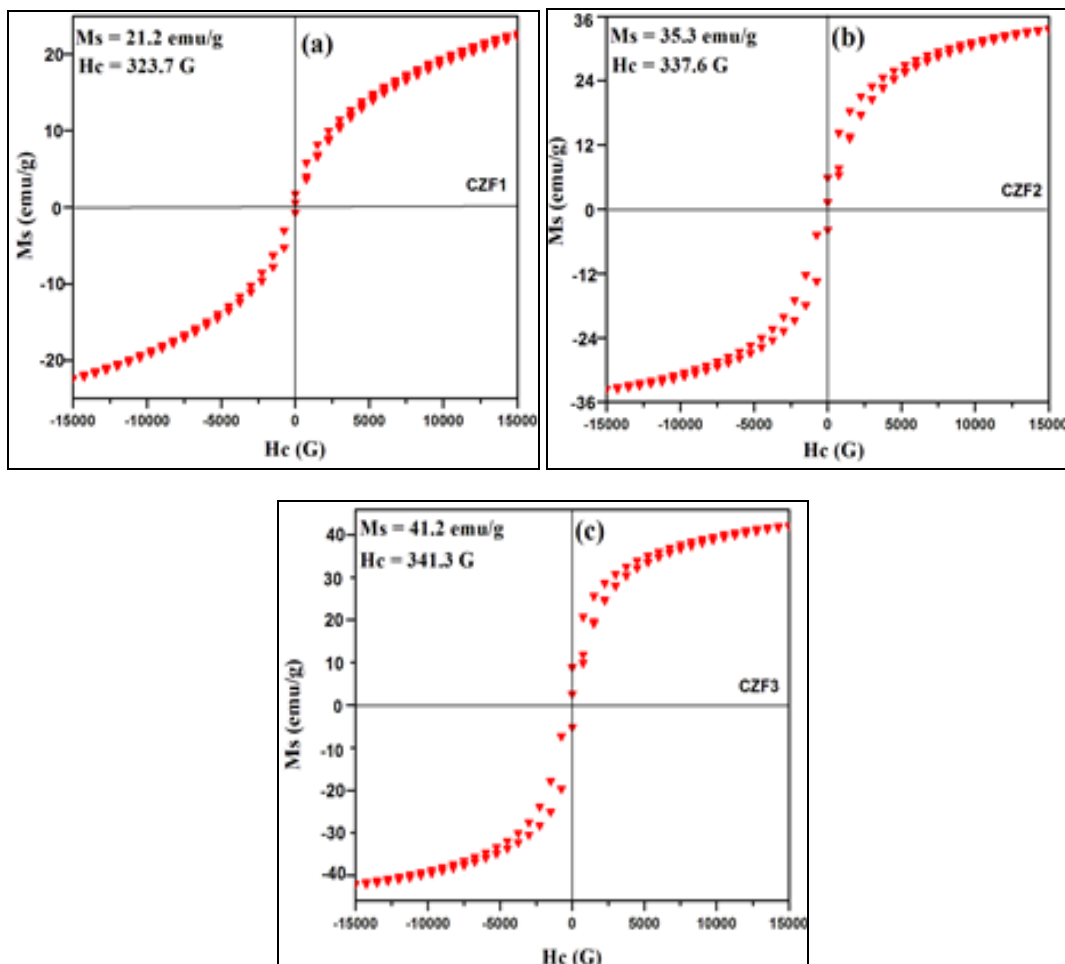 Ms = 21.2 emu/g
Hc = 323.7 G
(a)
20
10
0
-10
-20
Ms (emu/g)
CZF1
-15000 -10000 -5000 0 5000 10000 15000
Hc (G)
Ms = 35.3 emu/g
Hc = 337.6 G
(b)
36
24
12
0
-12
-24
-36
Ms (emu/g)
CZF2
-15000 -10000 -5000 0 5000 10000 15000
Hc (G)
Ms = 41.2 emu/g
Hc = 341.3 G
(c)
40
30
20
10
0
-10
-20
-30
-40
Ms (emu/g)
CZF3
-15000 -10000 -5000 0 5000 10000 15000
Hc (G)